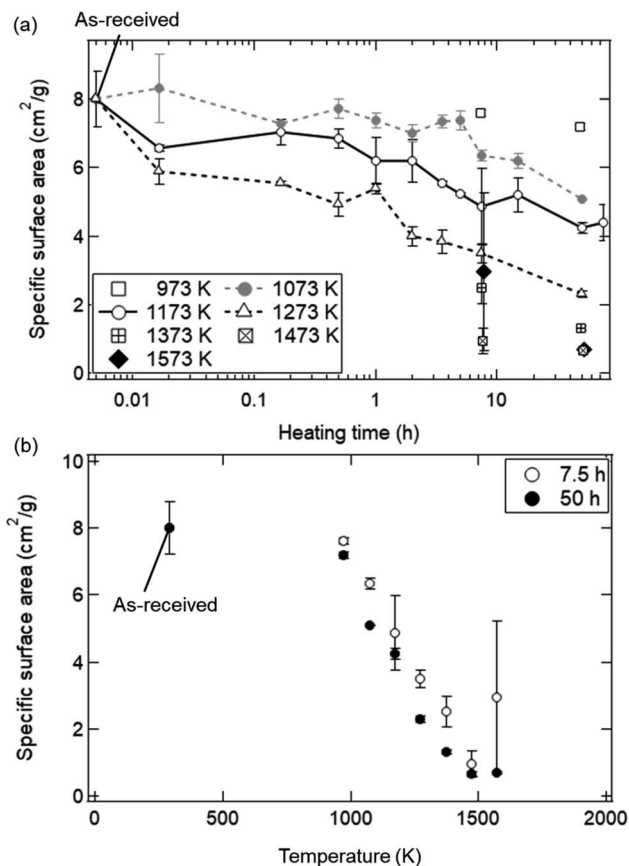 As-received
(a)
10
8
6
4
2
0
Specific surface area (cm²/g)
973 K
1073 K
1173 K
1273 K
1373 K
1473 K
1573 K
0.01
0.1
1
10
Heating time (h)
(b)
10
8
6
4
2
0
Specific surface area (cm²/g)
7.5 h
50 h
As-received
0
500
1000
1500
2000
Temperature (K)